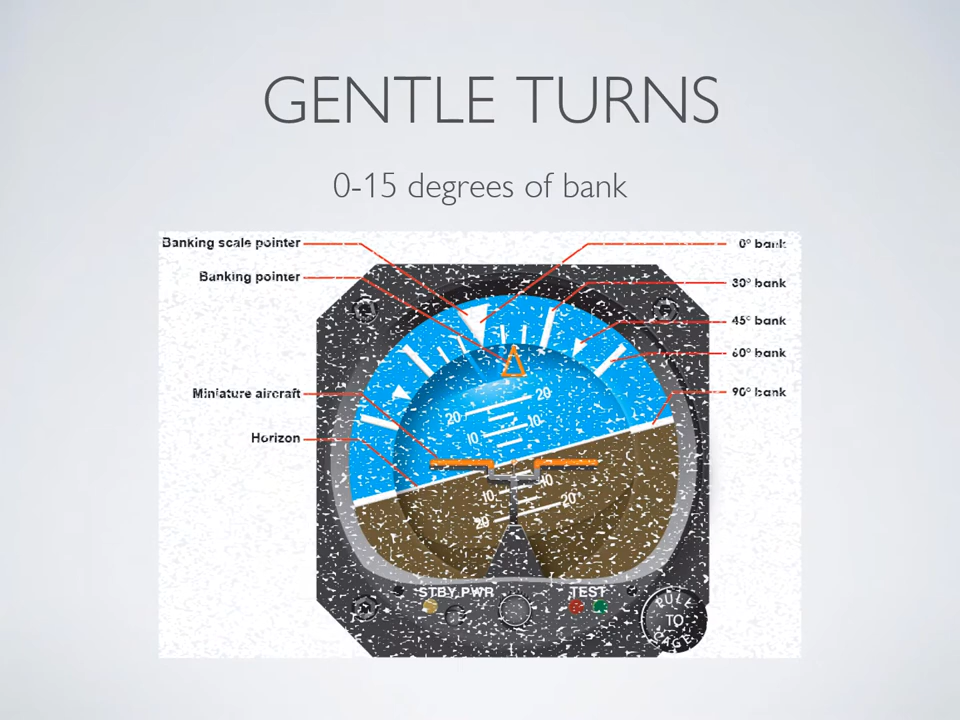 GENTLE TURNS
0-15 degrees of bank
Banking scale pointer
0° bank
Banking pointer
30° bank
45° bank
60° bank
Miniature aircraft
90° bank
Horizon
20 20
10 10
10 10
20 20
STBY PWR TEST
PULL
TO
CAGE